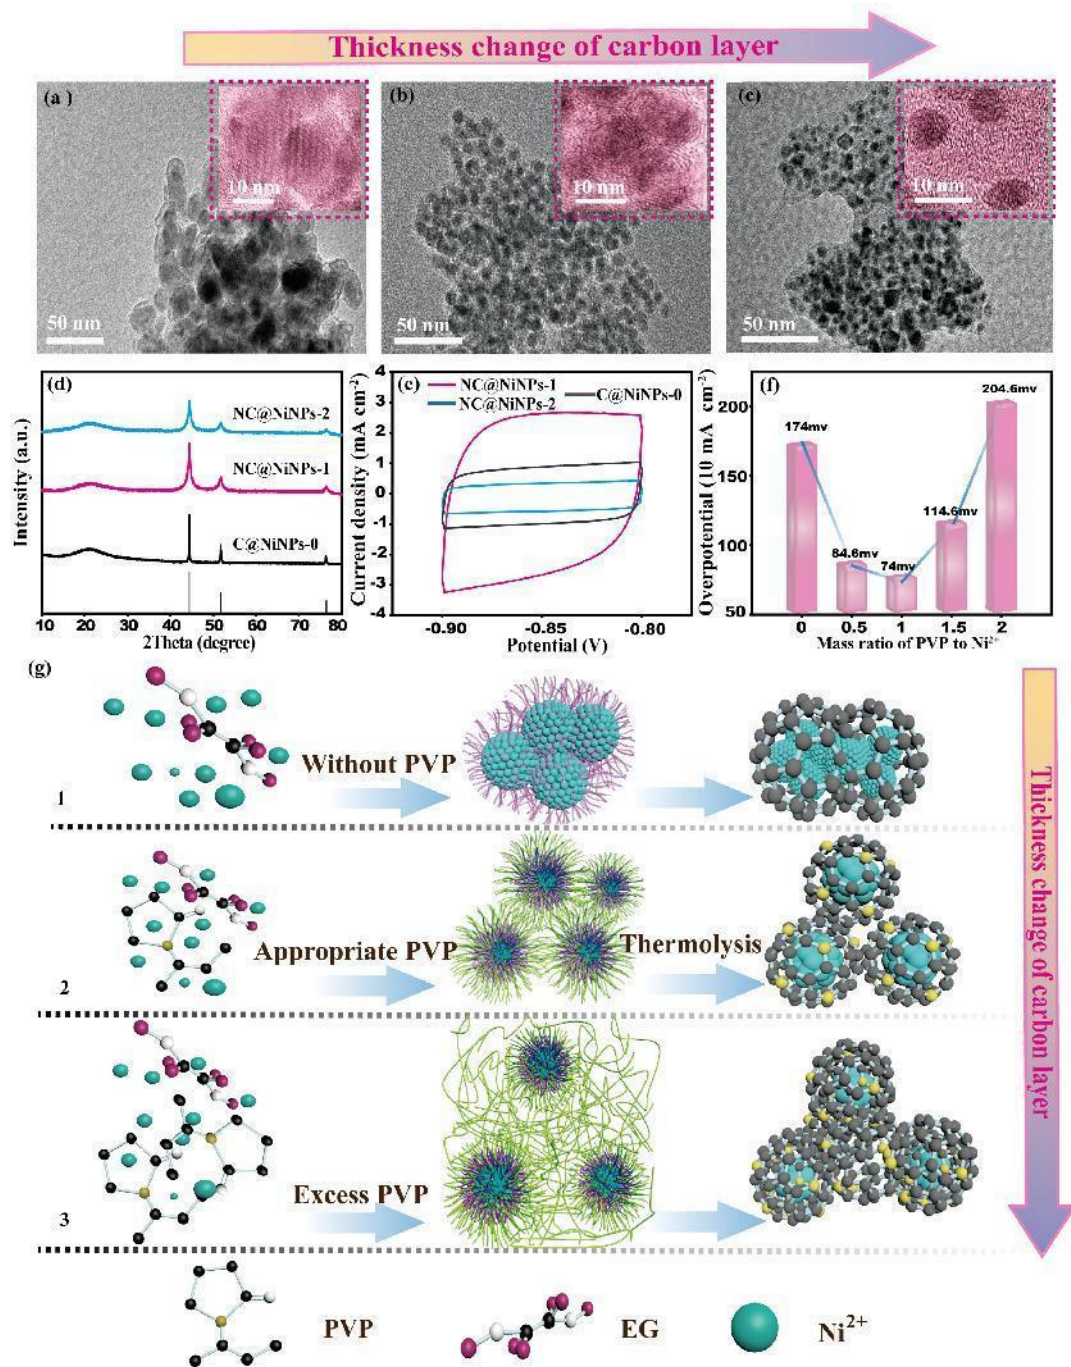 Thickness change of carbon layer
(a )
10 nm
50 nm
(b)
10 nm
50 nm
(c)
10 nm
50 nm
(d)
NC@NiNPs-2
NC@NiNPs-1
C@NiNPs-0
Intensity (a.u.)
10 20 30 40 50 60 70 80
2Theta (degree)
(e)
NC@NiNPs-1
NC@NiNPs-2
C@NiNPs-0
Current density (mA cm-2)
4
3
2
1
0
-1
-2
-3
-4
-0.90 -0.85 -0.80
Potential (V)
(f)
Overpotential (10 mA cm-2)
200
150
100
50
174mv
84.6mv
74mv
114.6mv
204.6mv
0 0.5 1 1.5 2
Mass ratio of PVP to Ni2+
(g)
Without PVP
1
Appropriate PVP
Thermolysis
2
Excess PVP
3
Thickness change of carbon layer
PVP
EG
Ni2+